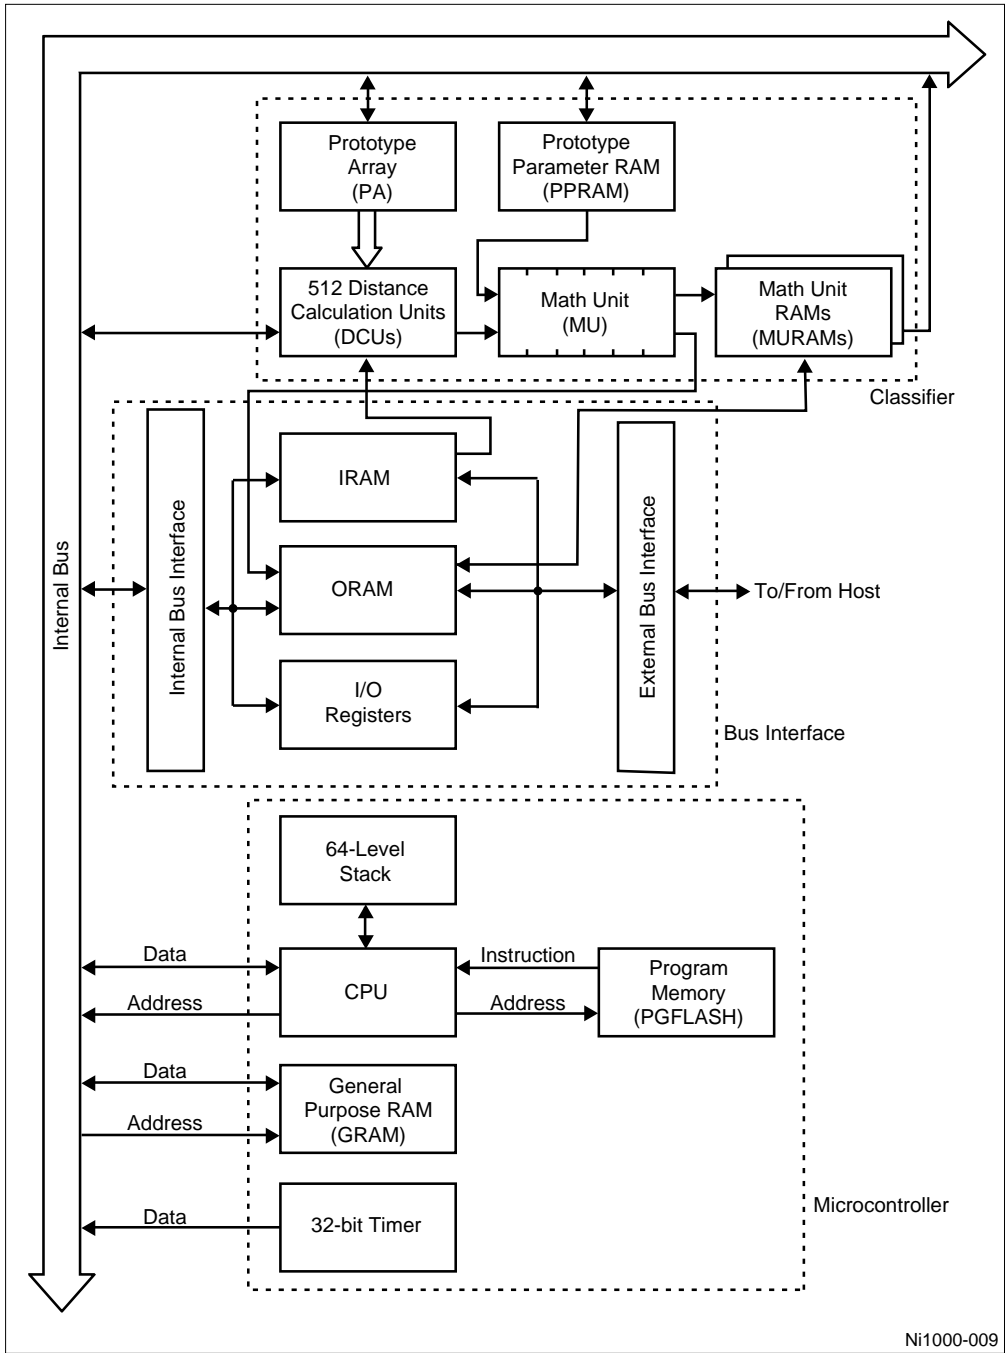 Prototype
Array
(PA)
Prototype
Parameter RAM
(PPRAM)
512 Distance
Calculation Units
(DCUs)
Math Unit
(MU)
Math Unit
RAMs
(MURAMs)
Classifier
Internal Bus
Internal Bus Interface
IRAM
ORAM
I/O
Registers
External Bus Interface
To/From Host
Bus Interface
64-Level
Stack
Data
Address
CPU
Instruction
Address
Program
Memory
(PGFLASH)
Data
Address
General
Purpose RAM
(GRAM)
Data
32-bit Timer
Microcontroller
Ni1000-009